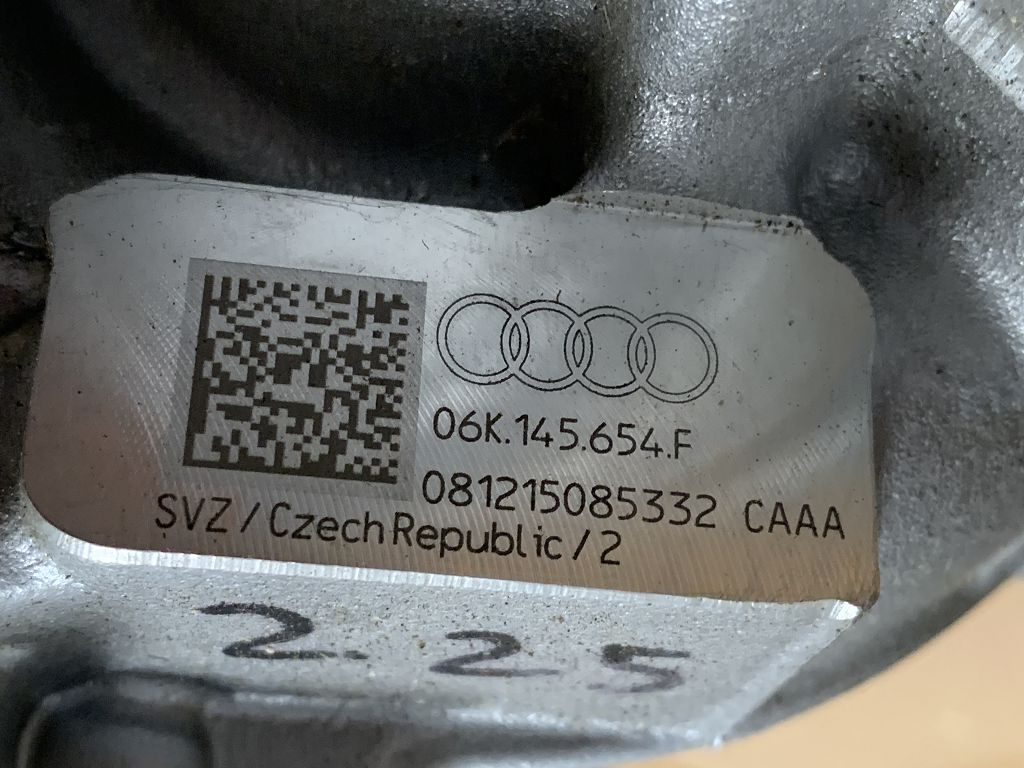 06K.145.654.F
081215085332 CAAA
SVZ/Czech Republic/2
2.25